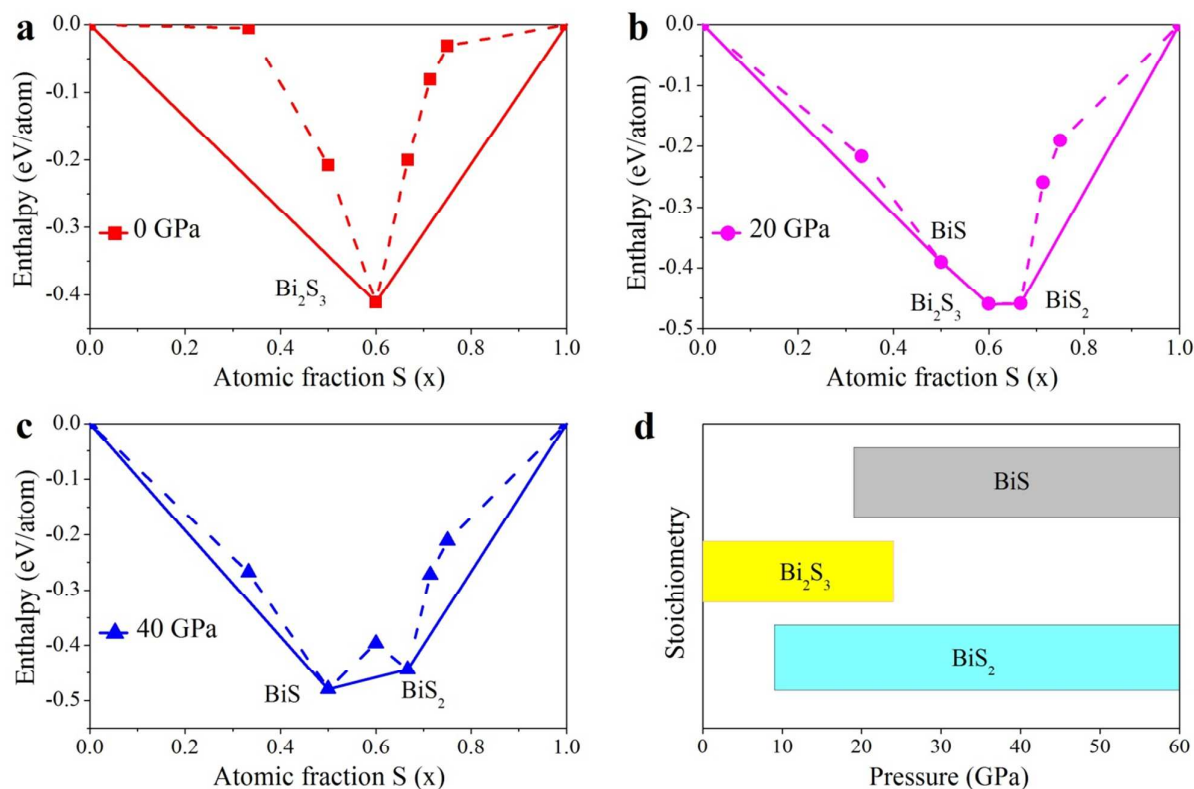 a
0.0
-0.1
-0.2
-0.3
-0.4
Enthalpy (eV/atom)
0 GPa
Bi₂S₃
0.0 0.2 0.4 0.6 0.8 1.0
Atomic fraction S (x)
b
0.0
-0.1
-0.2
-0.3
-0.4
-0.5
Enthalpy (eV/atom)
20 GPa
BiS
Bi₂S₃
BiS₂
0.0 0.2 0.4 0.6 0.8 1.0
Atomic fraction S (x)
c
0.0
-0.1
-0.2
-0.3
-0.4
-0.5
Enthalpy (eV/atom)
40 GPa
BiS
BiS₂
0.0 0.2 0.4 0.6 0.8 1.0
Atomic fraction S (x)
d
Stoichiometry
BiS
Bi₂S₃
BiS₂
0 10 20 30 40 50 60
Pressure (GPa)